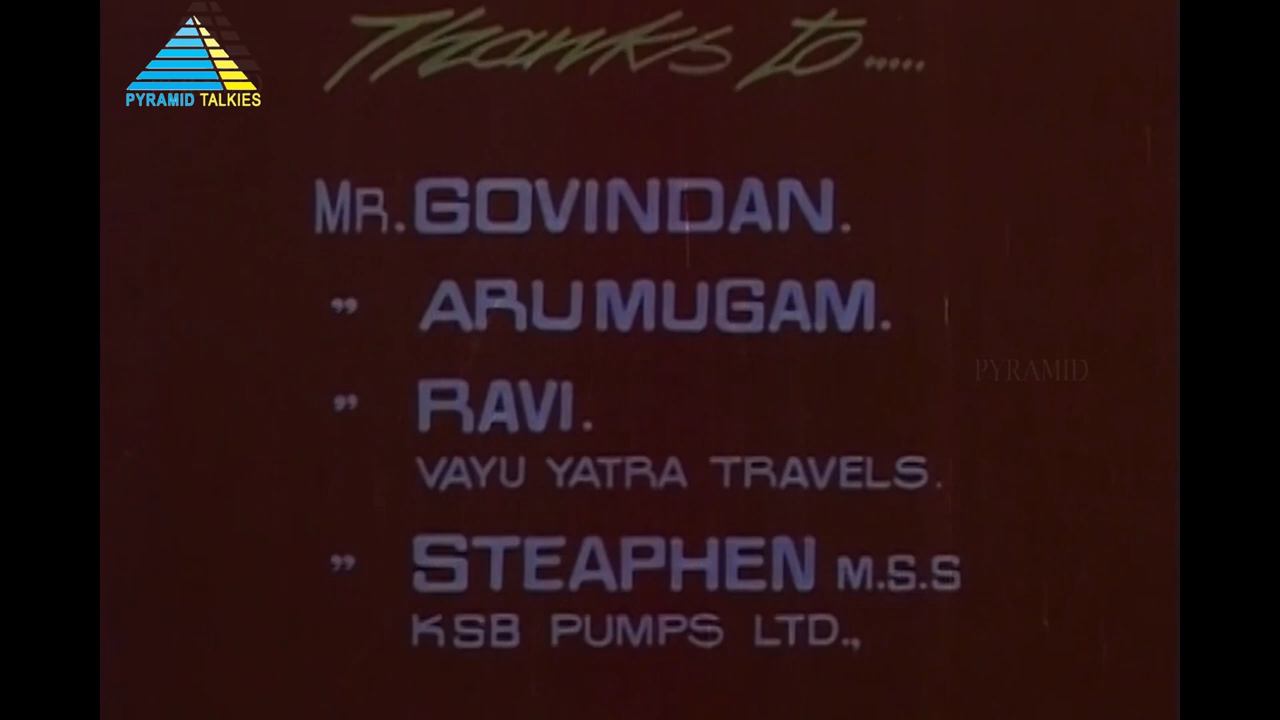 Thanks to.....
PYRAMID TALKIES
MR. GOVINDAN.
” ARUMUGAM.
PYRAMID
” RAVI.
VAYU YATRA TRAVELS.
” STEAPHEN M.S.S
KSB PUMPS LTD.,